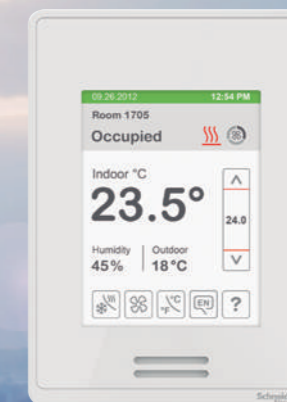 09.26.2012 12:54 PM
Room 1705
Occupied
Indoor °C
23.5°
24.0
Humidity Outdoor
45% 18°C
°F °C EN ?